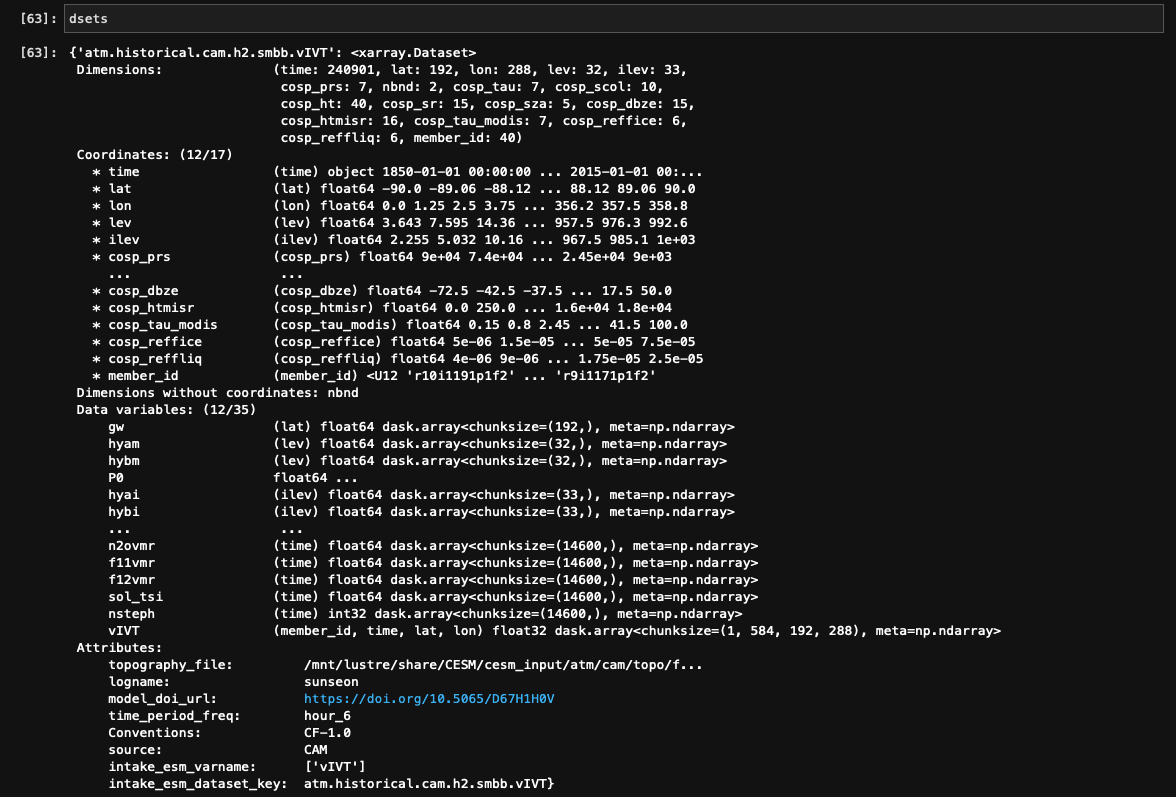 [63]: dsets
[63]: {'atm.historical.cam.h2.smbb.vIVT': <xarray.Dataset>
Dimensions: (time: 240901, lat: 192, lon: 288, lev: 32, ilev: 33,
cosp_prs: 7, nbnd: 2, cosp_tau: 7, cosp_scol: 10,
cosp_ht: 40, cosp_sr: 15, cosp_sza: 5, cosp_dbze: 15,
cosp_htmisr: 16, cosp_tau_modis: 7, cosp_reffice: 6,
cosp_reffliq: 6, member_id: 40)
Coordinates: (12/17)
* time (time) object 1850-01-01 00:00:00 ... 2015-01-01 00:...
* lat (lat) float64 -90.0 -89.06 -88.12 ... 88.12 89.06 90.0
* lon (lon) float64 0.0 1.25 2.5 3.75 ... 356.2 357.5 358.8
* lev (lev) float64 3.643 7.595 14.36 ... 957.5 976.3 992.6
* ilev (ilev) float64 2.255 5.032 10.16 ... 967.5 985.1 1e+03
* cosp_prs (cosp_prs) float64 9e+04 7.4e+04 ... 2.45e+04 9e+03
... ...
* cosp_dbze (cosp_dbze) float64 -72.5 -42.5 -37.5 ... 17.5 50.0
* cosp_htmisr (cosp_htmisr) float64 0.0 250.0 ... 1.6e+04 1.8e+04
* cosp_tau_modis (cosp_tau_modis) float64 0.15 0.8 2.45 ... 41.5 100.0
* cosp_reffice (cosp_reffice) float64 5e-06 1.5e-05 ... 5e-05 7.5e-05
* cosp_reffliq (cosp_reffliq) float64 4e-06 9e-06 ... 1.75e-05 2.5e-05
* member_id (member_id) <U12 'r10i1191p1f2' ... 'r9i1171p1f2'
Dimensions without coordinates: nbnd
Data variables: (12/35)
gw (lat) float64 dask.array<chunksize=(192,), meta=np.ndarray>
hyam (lev) float64 dask.array<chunksize=(32,), meta=np.ndarray>
hybm (lev) float64 dask.array<chunksize=(32,), meta=np.ndarray>
P0 float64 ...
hyai (ilev) float64 dask.array<chunksize=(33,), meta=np.ndarray>
hybi (ilev) float64 dask.array<chunksize=(33,), meta=np.ndarray>
... ...
n2ovmr (time) float64 dask.array<chunksize=(14600,), meta=np.ndarray>
f11vmr (time) float64 dask.array<chunksize=(14600,), meta=np.ndarray>
f12vmr (time) float64 dask.array<chunksize=(14600,), meta=np.ndarray>
sol_tsi (time) float64 dask.array<chunksize=(14600,), meta=np.ndarray>
nsteph (time) int32 dask.array<chunksize=(14600,), meta=np.ndarray>
vIVT (member_id, time, lat, lon) float32 dask.array<chunksize=(1, 584, 192, 288), meta=np.ndarray>
Attributes:
topography_file: /mnt/lustre/share/CESM/cesm_input/atm/cam/topo/f...
logname: sunseon
model_doi_url: https://doi.org/10.5065/D67H1H0V
time_period_freq: hour_6
Conventions: CF-1.0
source: CAM
intake_esm_varname: ['vIVT']
intake_esm_dataset_key: atm.historical.cam.h2.smbb.vIVT}